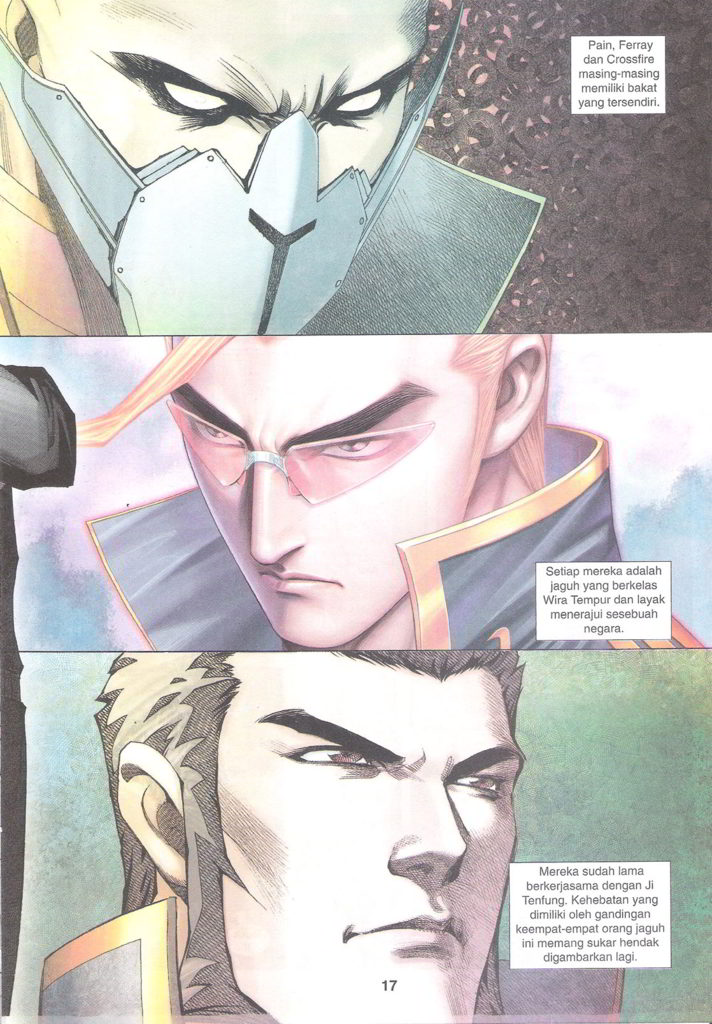 Pain, Ferray
dan Crossfire
masing-masing
memiliki bakat
yang tersendiri.
Setiap mereka adalah
jaguh yang berkelas
Wira Tempur dan layak
menerajui sesebuah
negara.
Mereka sudah lama
berkerjasama dengan Ji
Tenfung. Kehebatan yang
dimiliki oleh gandingan
keempat-empat orang jaguh
ini memang sukar hendak
digambarkan lagi.
17